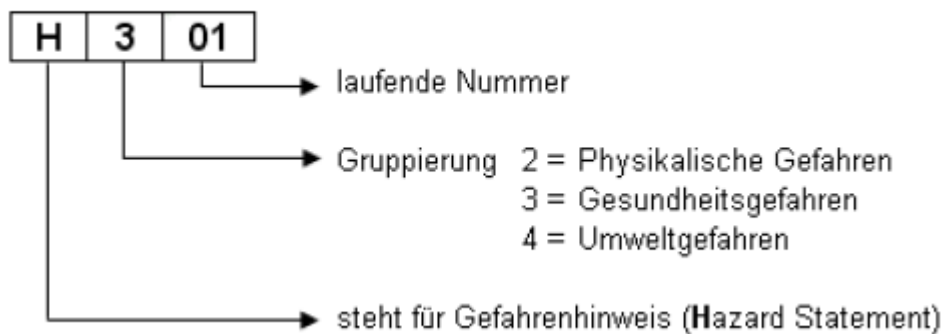 H 3 01
laufende Nummer
Gruppierung 2 = Physikalische Gefahren
3 = Gesundheitsgefahren
4 = Umweltgefahren
steht für Gefahrenhinweis (Hazard Statement)